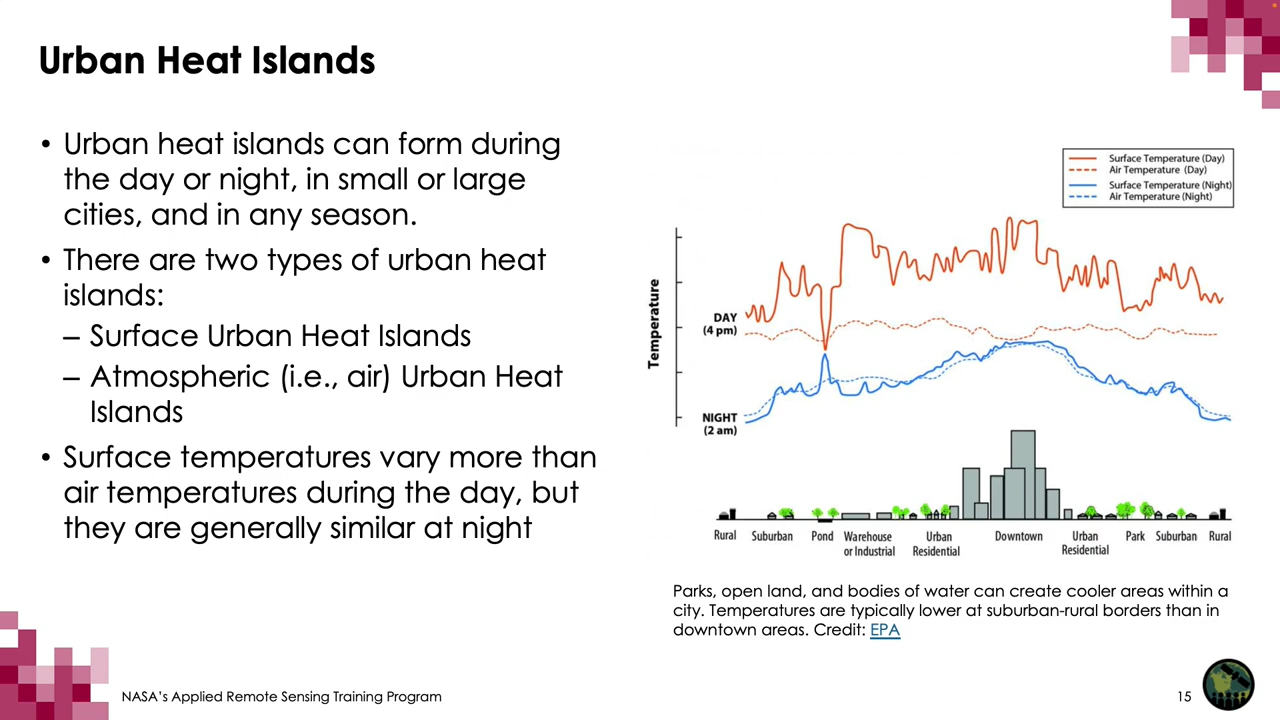 Urban Heat Islands
• Urban heat islands can form during
the day or night, in small or large
cities, and in any season.
• There are two types of urban heat
islands:
– Surface Urban Heat Islands
– Atmospheric (i.e., air) Urban Heat
Islands
• Surface temperatures vary more than
air temperatures during the day, but
they are generally similar at night
Surface Temperature (Day)
Air Temperature (Day)
Surface Temperature (Night)
Air Temperature (Night)
Temperature
DAY
(4 pm)
NIGHT
(2 am)
Rural
Suburban
Pond
Warehouse
or Industrial
Urban
Residential
Downtown
Urban
Residential
Park
Suburban
Rural
Parks, open land, and bodies of water can create cooler areas within a
city. Temperatures are typically lower at suburban-rural borders than in
downtown areas. Credit: EPA
NASA's Applied Remote Sensing Training Program
15